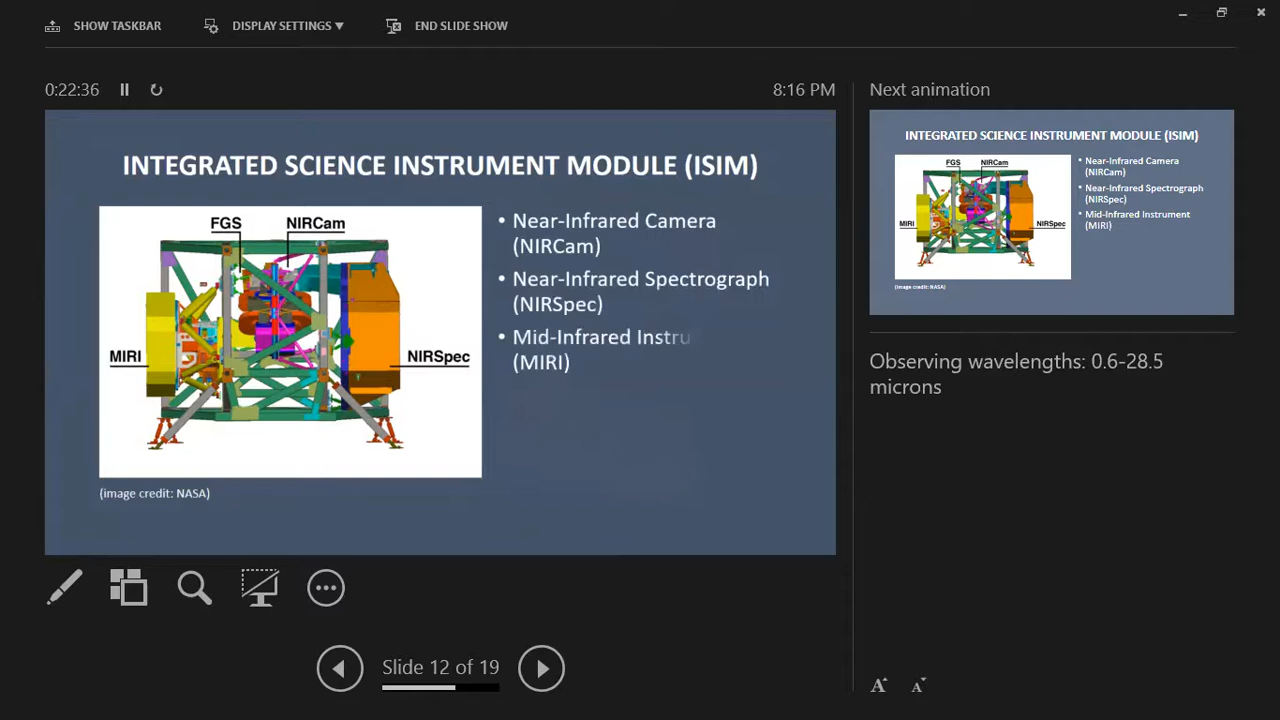 SHOW TASKBAR
DISPLAY SETTINGS ▼
END SLIDE SHOW
0:22:36
8:16 PM
INTEGRATED SCIENCE INSTRUMENT MODULE (ISIM)
FGS
NIRCam
MIRI
NIRSpec
(image credit: NASA)
• Near-Infrared Camera
(NIRCam)
• Near-Infrared Spectrograph
(NIRSpec)
• Mid-Infrared Instru
(MIRI)
Slide 12 of 19
Next animation
INTEGRATED SCIENCE INSTRUMENT MODULE (ISIM)
FGS
NIRCam
MIRI
NIRSpec
(image credit: NASA)
• Near-Infrared Camera
(NIRCam)
• Near-Infrared Spectrograph
(NIRSpec)
• Mid-Infrared Instrument
(MIRI)
Observing wavelengths: 0.6-28.5
microns
A
A